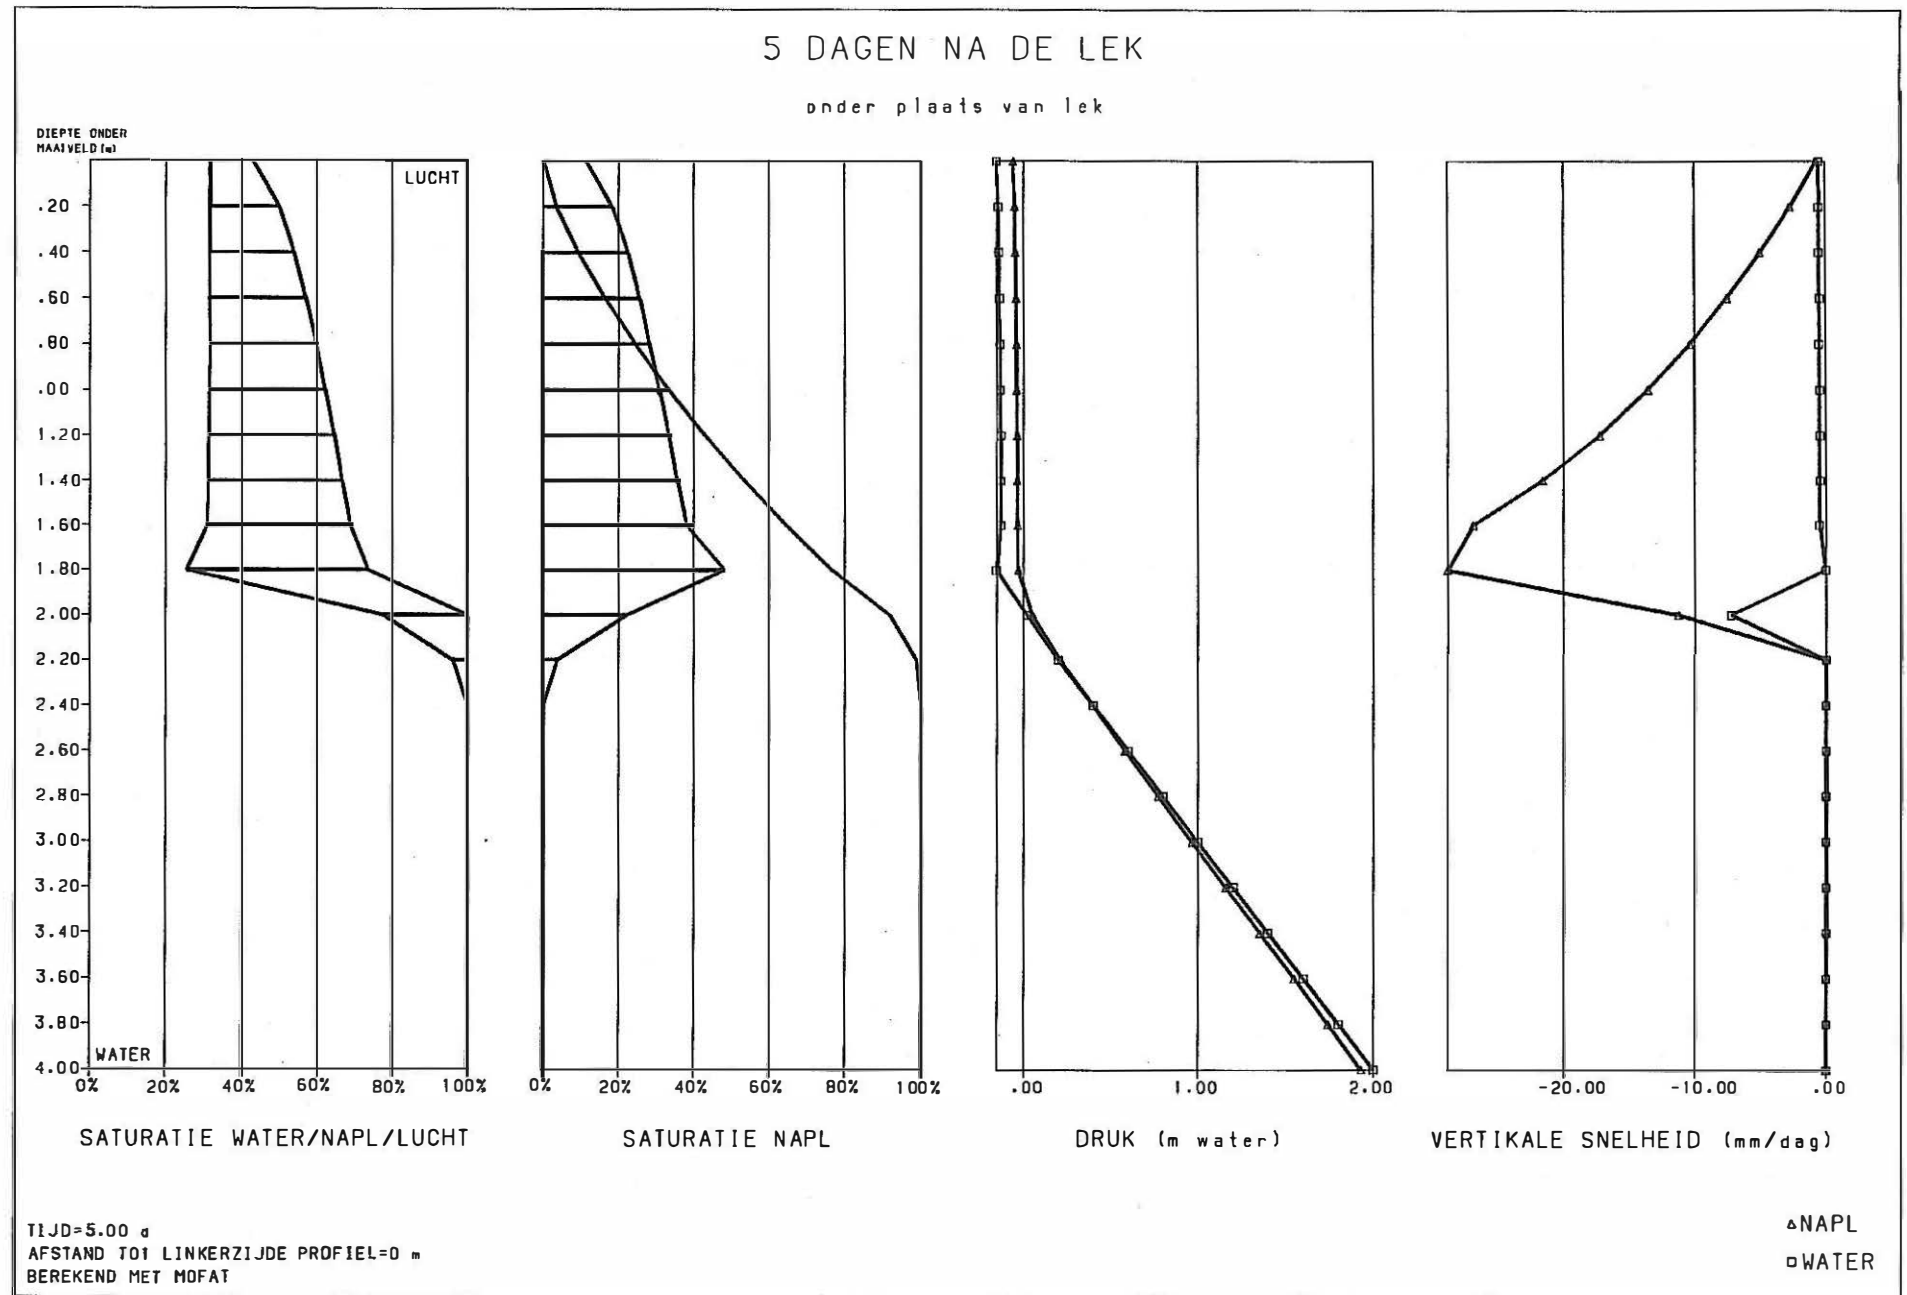 5 DAGEN NA DE LEK
onder plaats van lek
DIEPTE ONDER
MAAIVELD (m)
LUCHT
.20
.40
.60
.80
.00
1.20
1.40
1.60
1.80
2.00
2.20
2.40
2.60
2.80
3.00
3.20
3.40
3.60
3.80
4.00
WATER
0% 20% 40% 60% 80% 100%
0% 20% 40% 60% 80% 100%
.00 1.00 2.00
-20.00 -10.00 .00
SATURATIE WATER/NAPL/LUCHT
SATURATIE NAPL
DRUK (m water)
VERTIKALE SNELHEID (mm/dag)
TIJD=5.00 d
AFSTAND TOT LINKERZIJDE PROFIEL=0 m
BEREKEND MET MOFAT
NAPL
WATER